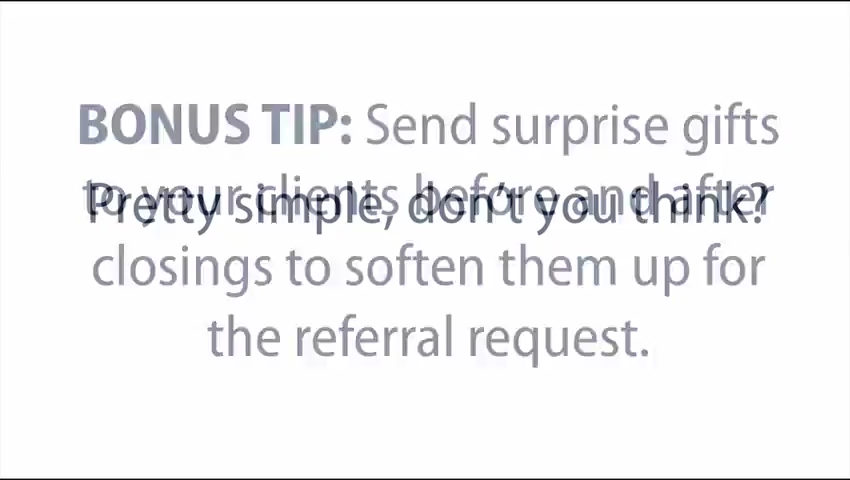 BONUS TIP: Send surprise gifts
to your clients before and after
Pretty simple, don't you think?
closings to soften them up for
the referral request.